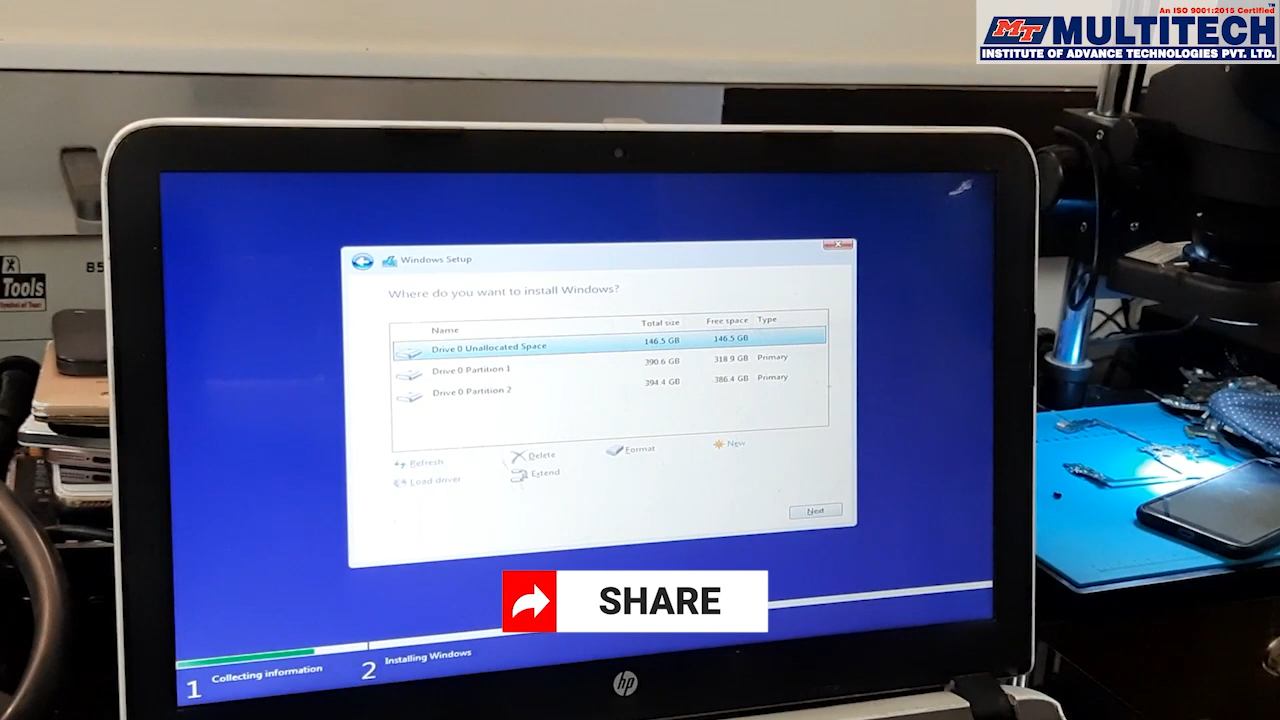 An ISO 9001:2015 Certified
MT MULTITECH™
INSTITUTE OF ADVANCE TECHNOLOGIES PVT. LTD.
Tools
85
Windows Setup
Where do you want to install Windows?
Name Total size Free space Type
Drive 0 Unallocated Space 146.5 GB 146.5 GB
Drive 0 Partition 1 390.6 GB 318.9 GB Primary
Drive 0 Partition 2 394.4 GB 386.4 GB Primary
Refresh Delete Format New
Load driver Extend
Next
SHARE
1 Collecting information 2 Installing Windows
hp